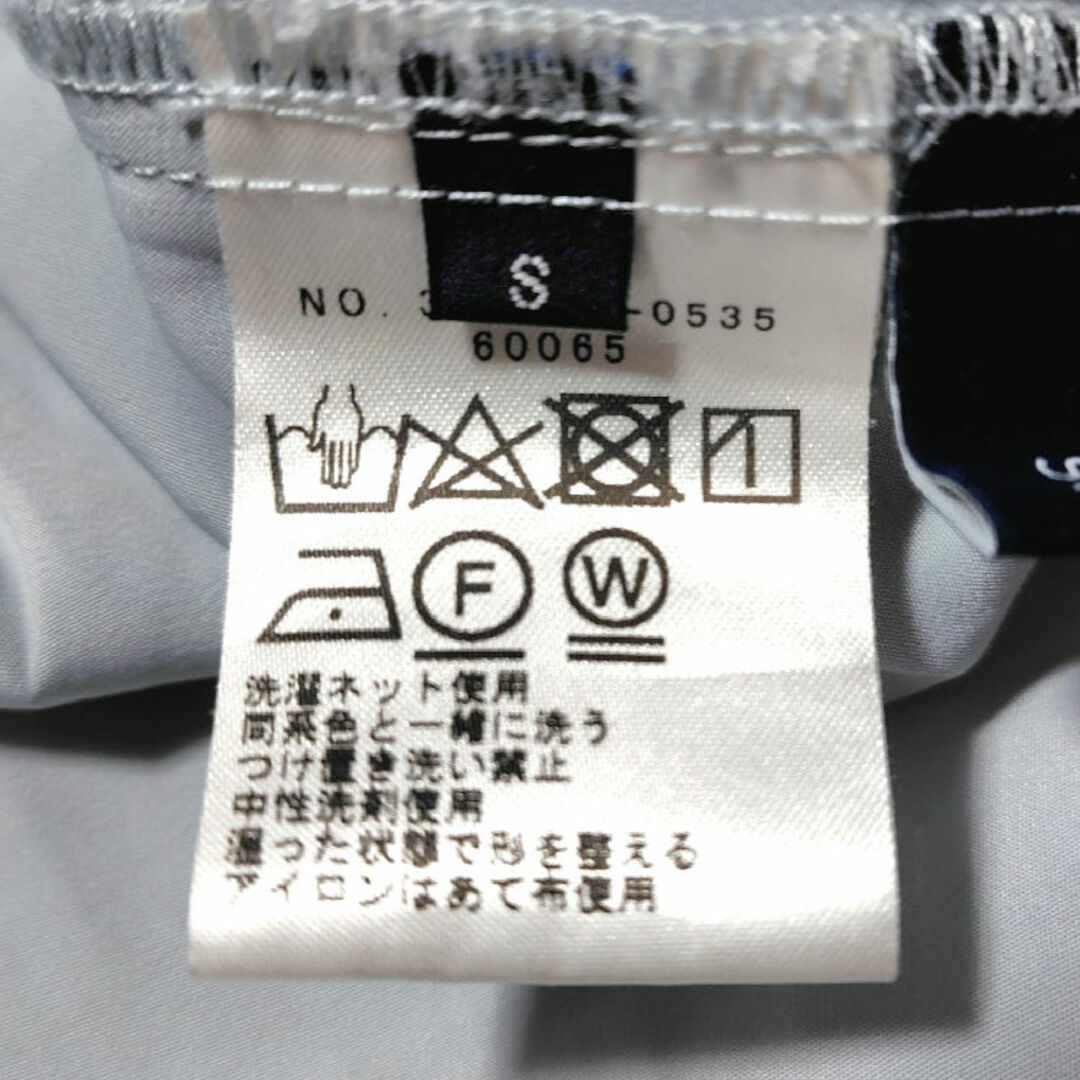 S
NO. 3 -0535
60065
F W
洗濯ネット使用
同系色と一緒に洗う
つけ置き洗い禁止
中性洗剤使用
湿った状態で形を整える
アイロンはあて布使用